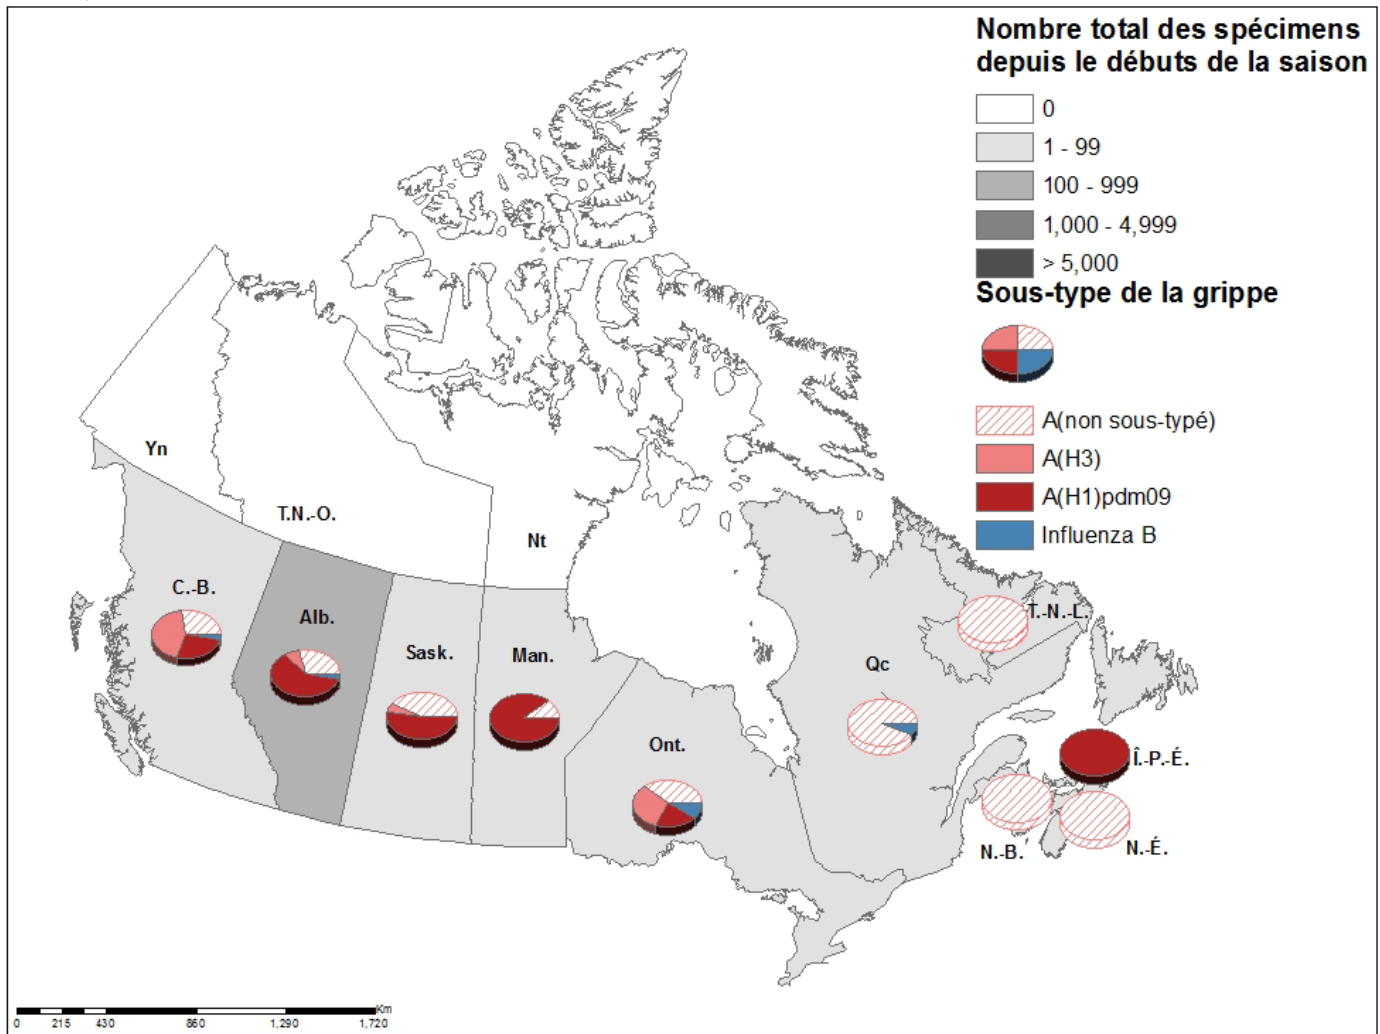 Nombre total des spécimens
depuis le débuts de la saison
0
1 - 99
100 - 999
1,000 - 4,999
> 5,000
Sous-type de la grippe
A(non sous-typé)
A(H3)
A(H1)pdm09
Influenza B
Yn
T.N.-O.
Nt
C.-B.
Alb.
Sask.
Man.
Ont.
Qc
T.-N.-L.
Î.-P.-É.
N.-B.
N.-É.
Km
0 215 430 860 1,290 1,720